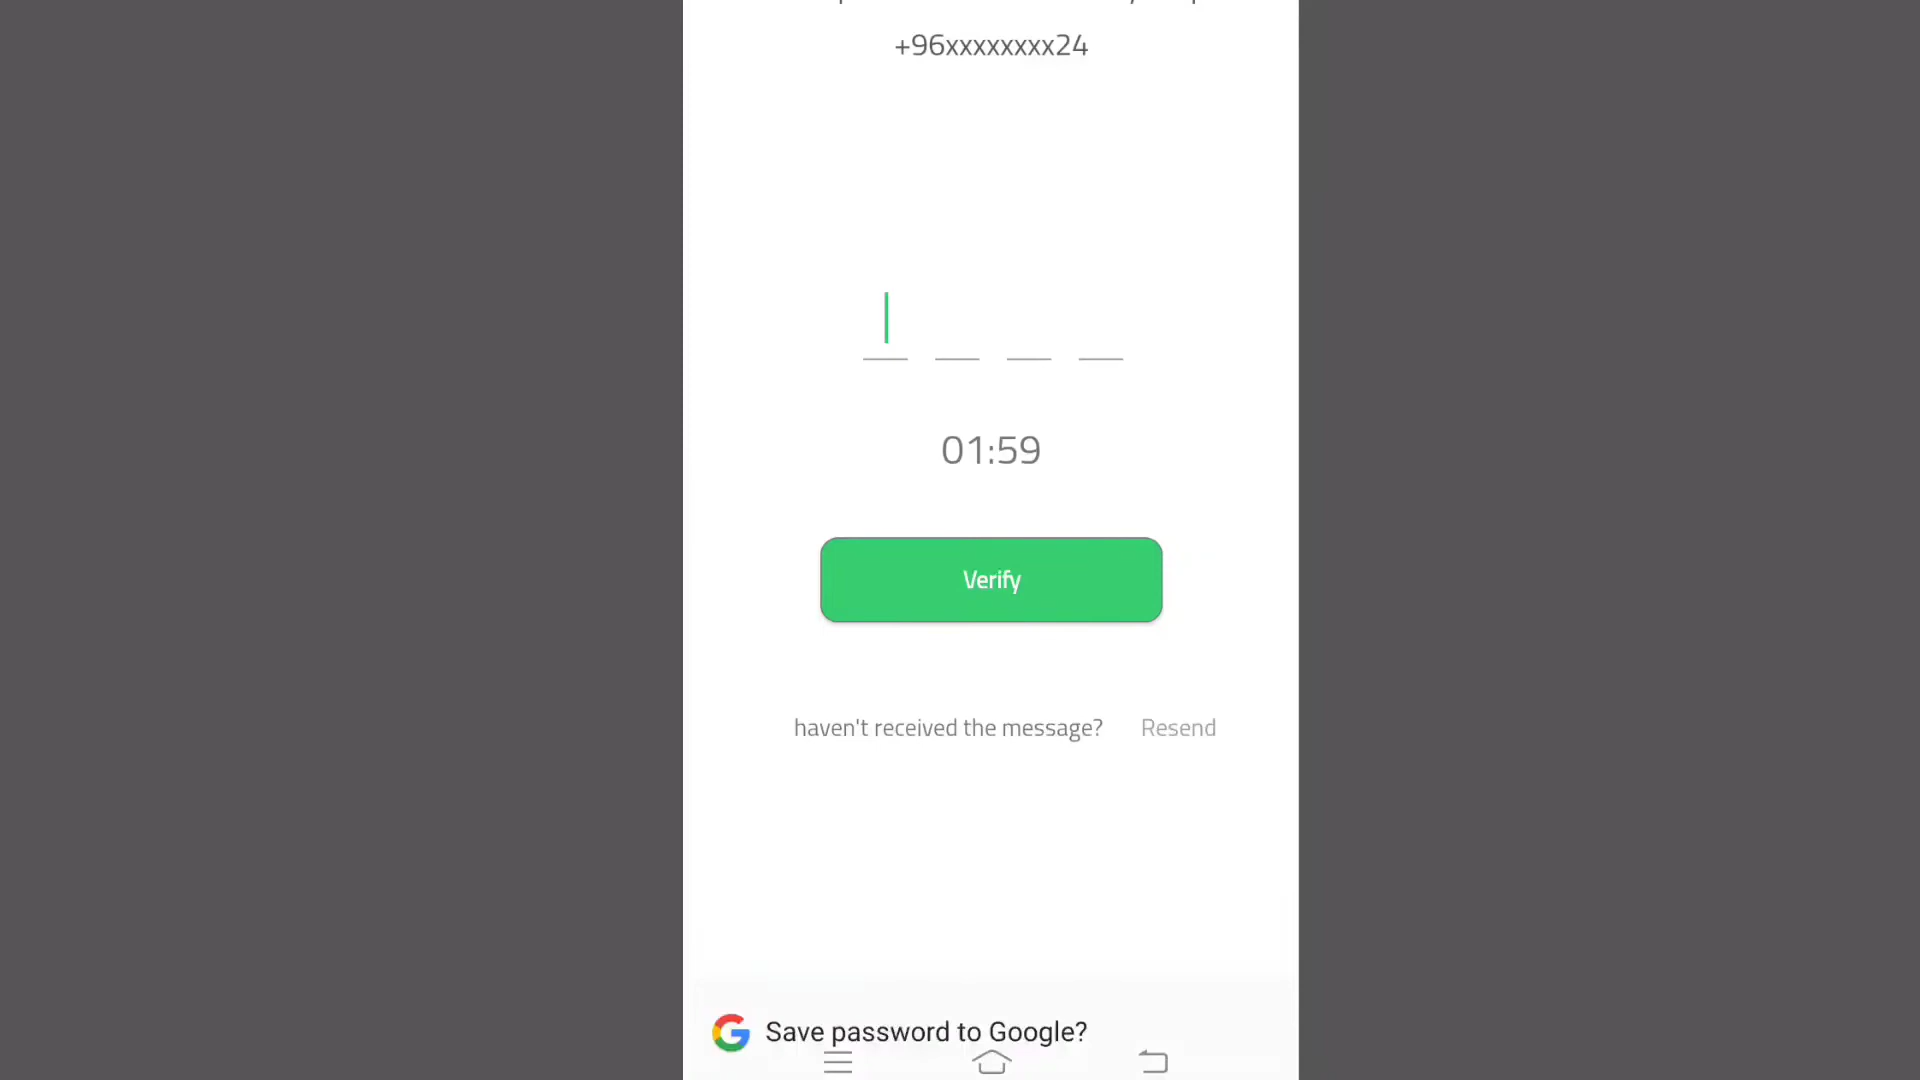 +96xxxxxxxx24
01:59
Verify
haven't received the message? Resend
Save password to Google?